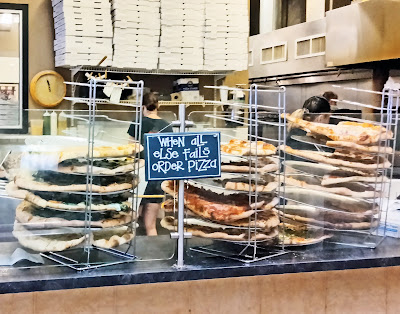 WHEN ALL
ELSE FAILS
ORDER PIZZA